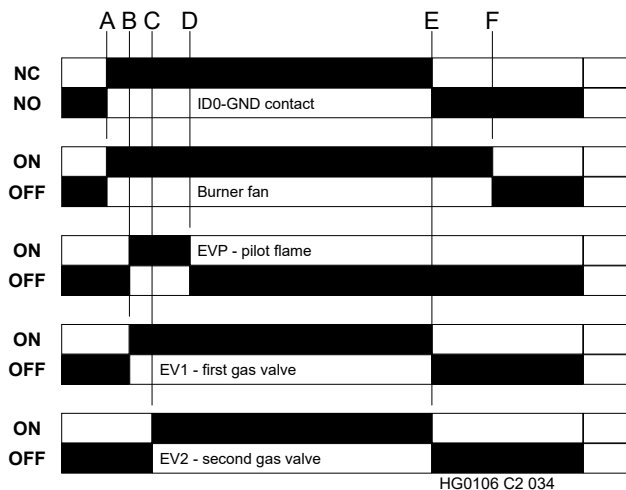 A B C D E F
NC
NO ID0-GND contact
ON
OFF Burner fan
ON EVP - pilot flame
OFF
ON
OFF EV1 - first gas valve
ON
OFF EV2 - second gas valve
HG0106 C2 034